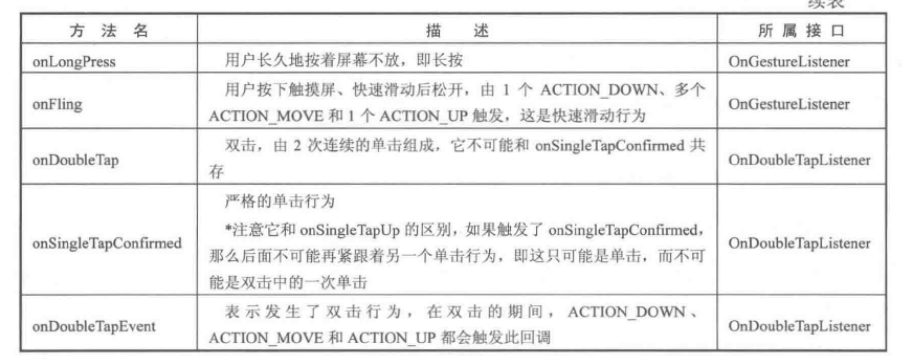 续表
方 法 名 描 述 所 属 接 口
onLongPress 用户长久地按着屏幕不放，即长按 OnGestureListener
onFling 用户按下触摸屏、快速滑动后松开，由 1 个 ACTION_DOWN、多个
ACTION_MOVE 和 1 个 ACTION_UP 触发，这是快速滑动行为 OnGestureListener
onDoubleTap 双击，由 2 次连续的单击组成，它不可能和 onSingleTapConfirmed 共
存 OnDoubleTapListener
严格的单击行为
*注意它和 onSingleTapUp 的区别，如果触发了 onSingleTapConfirmed，
onSingleTapConfirmed 那么后面不可能再紧跟着另一个单击行为，即这只可能是单击，而不可 OnDoubleTapListener
能是双击中的一次单击
onDoubleTapEvent 表示发生了双击行为，在双击的期间，ACTION_DOWN、
ACTION_MOVE 和 ACTION_UP 都会触发此回调 OnDoubleTapListener